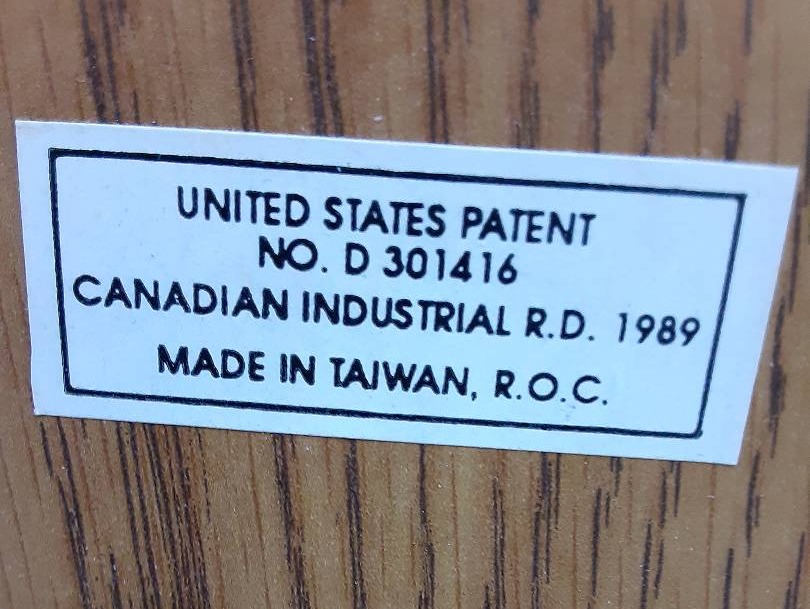 UNITED STATES PATENT
NO. D 301416
CANADIAN INDUSTRIAL R.D. 1989
MADE IN TAIWAN, R.O.C.